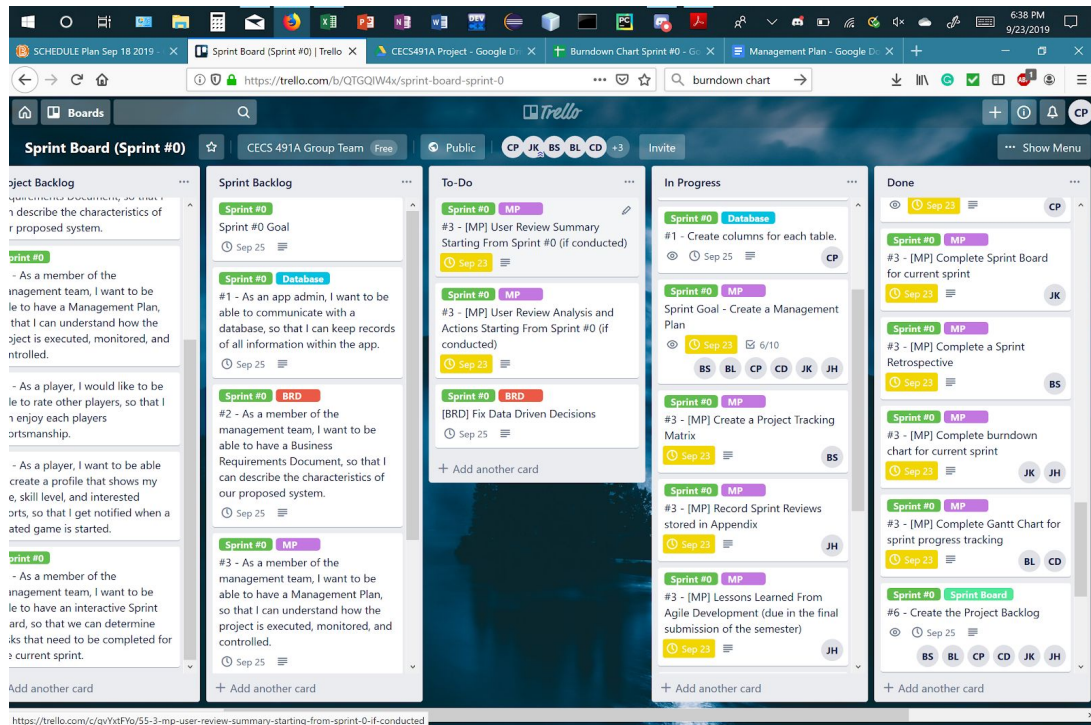 6:38 PM
9/23/2019
SCHEDULE Plan Sep 18 2019 -
Sprint Board (Sprint #0) | Trello
CECS491A Project - Google Dri
Burndown Chart Sprint #0 - Go
Management Plan - Google Do
https://trello.com/b/QTGQIW4x/sprint-board-sprint-0
burndown chart
Boards
Trello
CP
Sprint Board (Sprint #0)
CECS 491A Group Team Free
Public
CP JK BS BL CD +3
Invite
... Show Menu
oject Backlog
n describe the characteristics of
r proposed system.
print #0
- As a member of the
anagement team, I want to be
le to have a Management Plan,
that I can understand how the
oject is executed, monitored, and
ntrolled.
- As a player, I would like to be
le to rate other players, so that I
n enjoy each players
ortsmanship.
- As a player, I want to be able
create a profile that shows my
e, skill level, and interested
orts, so that I get notified when a
ated game is started.
print #0
- As a member of the
anagement team, I want to be
le to have an interactive Sprint
ard, so that we can determine
sks that need to be completed for
e current sprint.
Add another card
Sprint Backlog
Sprint #0
Sprint #0 Goal
Sep 25
Sprint #0 Database
#1 - As an app admin, I want to be
able to communicate with a
database, so that I can keep records
of all information within the app.
Sep 25
Sprint #0 BRD
#2 - As a member of the
management team, I want to be
able to have a Business
Requirements Document, so that I
can describe the characteristics of
our proposed system.
Sep 25
Sprint #0 MP
#3 - As a member of the
management team, I want to be
able to have a Management Plan,
so that I can understand how the
project is executed, monitored, and
controlled.
Sep 25
+ Add another card
To-Do
Sprint #0 MP
#3 - [MP] User Review Summary
Starting From Sprint #0 (if conducted)
Sep 23
Sprint #0 MP
#3 - [MP] User Review Analysis and
Actions Starting From Sprint #0 (if
conducted)
Sep 23
Sprint #0 BRD
[BRD] Fix Data Driven Decisions
Sep 25
+ Add another card
In Progress
Sprint #0 Database
#1 - Create columns for each table.
Sep 25
CP
Sprint #0 MP
Sprint Goal - Create a Management
Plan
Sep 23 6/10
BS BL CP CD JK JH
Sprint #0 MP
#3 - [MP] Create a Project Tracking
Matrix
Sep 23
BS
Sprint #0 MP
#3 - [MP] Record Sprint Reviews
stored in Appendix
Sep 23
JH
Sprint #0 MP
#3 - [MP] Lessons Learned From
Agile Development (due in the final
submission of the semester)
Sep 23
JH
+ Add another card
Done
Sep 23
CP
Sprint #0 MP
#3 - [MP] Complete Sprint Board
for current sprint
Sep 23
JK
Sprint #0 MP
#3 - [MP] Complete a Sprint
Retrospective
Sep 23
BS
Sprint #0 MP
#3 - [MP] Complete burndown
chart for current sprint
Sep 23
JK JH
Sprint #0 MP
#3 - [MP] Complete Gantt Chart for
sprint progress tracking
Sep 23
BL CD
Sprint #0 Sprint Board
#6 - Create the Project Backlog
Sep 25
BS BL CP CD JK JH
+ Add another card
https://trello.com/c/qvYxtFYo/55-3-mp-user-review-summary-starting-from-sprint-0-if-conducted